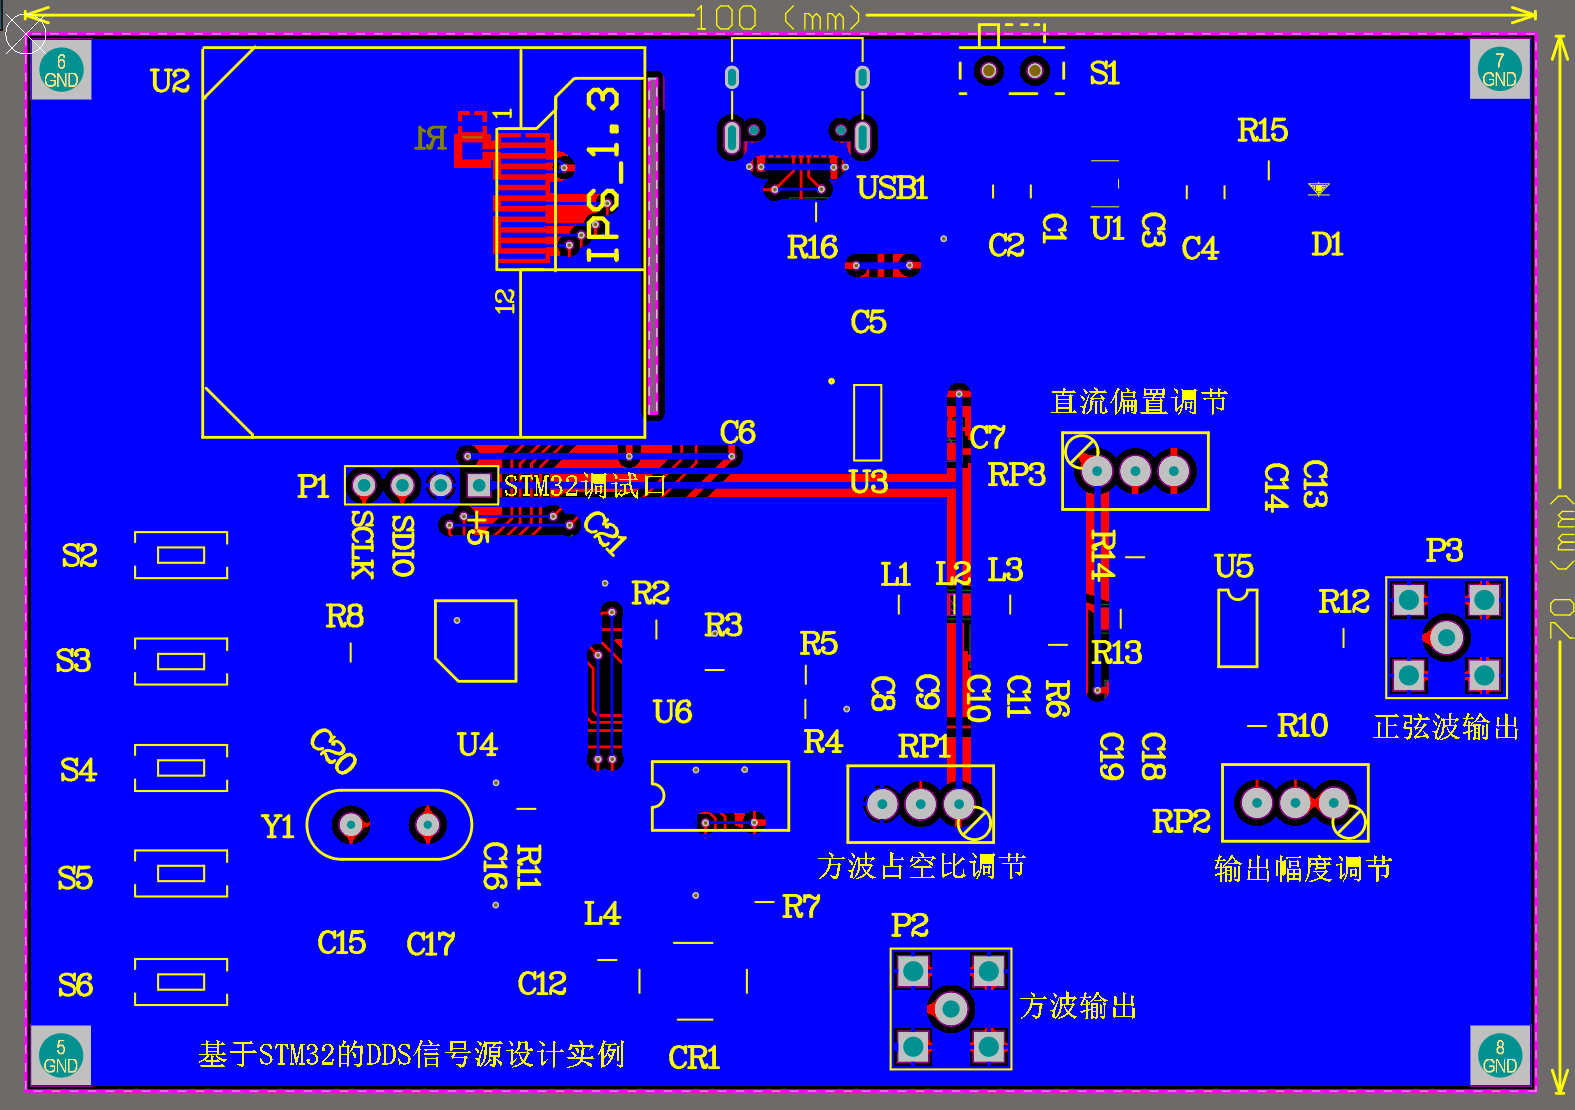 100 (mm)
6
GND
U2
1
R1
IPS_1.3
12
S1
7
GND
R15
USB1
R16
C2
C1
U1
C3
C4
D1
C5
70 (mm)
直流偏置调节
C6
C7
U3
RP3
C14
C13
P1
STM32调试口
SCLK
SDIO
+5
C21
S2
R14
U5
P3
L1
L2
L3
R2
R8
R3
R5
R12
S3
R13
U6
C8
C9
C10
C11
R6
R4
R10
正弦波输出
U4
C20
RP1
C19
C18
S4
Y1
RP2
方波占空比调节
输出幅度调节
C16
R11
S5
R7
L4
P2
C15
C17
S6
C12
方波输出
5
GND
基于STM32的DDS信号源设计实例
CR1
8
GND